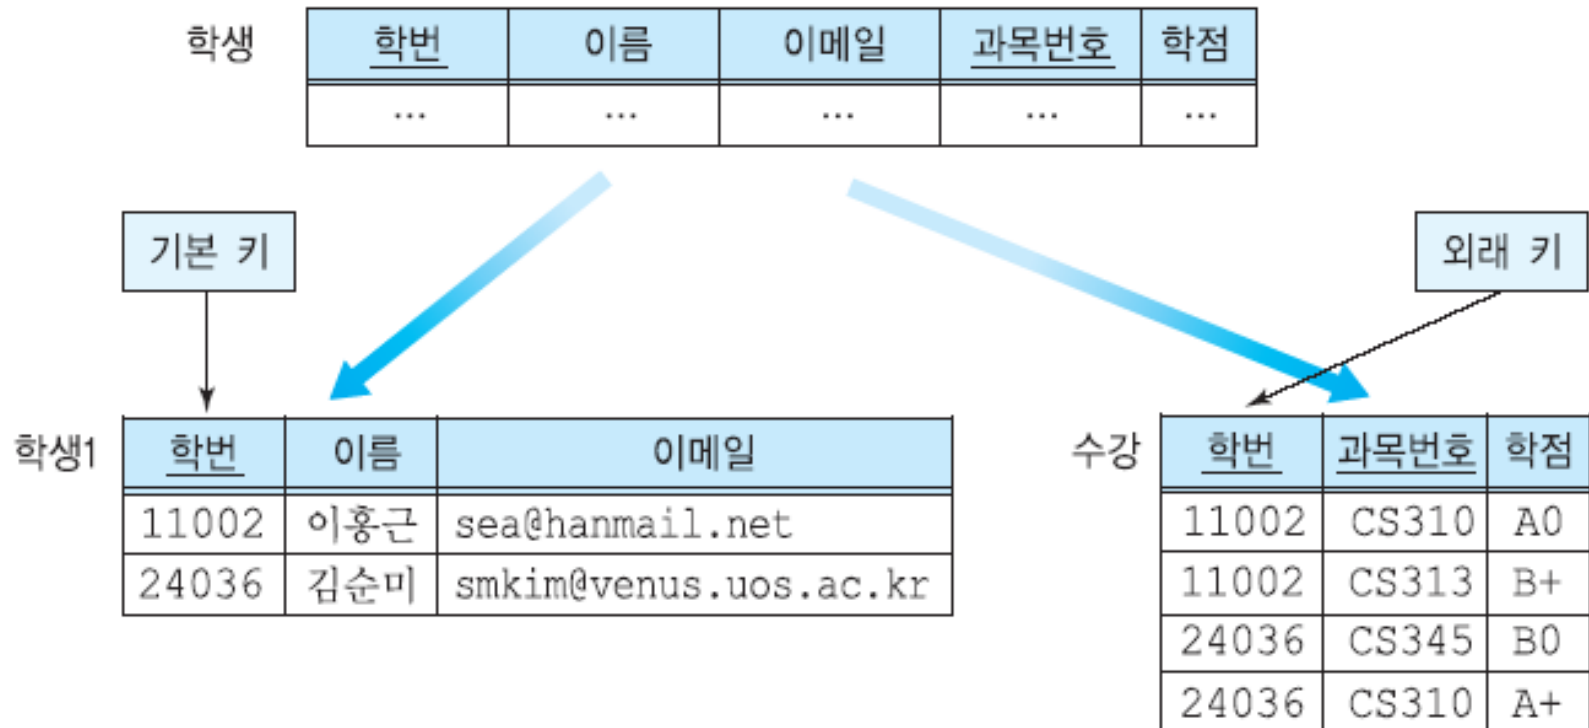 학생 학번 이름 이메일 과목번호 학점
... ... ... ... ...
기본 키 외래 키
학생1 학번 이름 이메일
11002 이홍근 sea@hanmail.net
24036 김순미 smkim@venus.uos.ac.kr
수강 학번 과목번호 학점
11002 CS310 A0
11002 CS313 B+
24036 CS345 B0
24036 CS310 A+